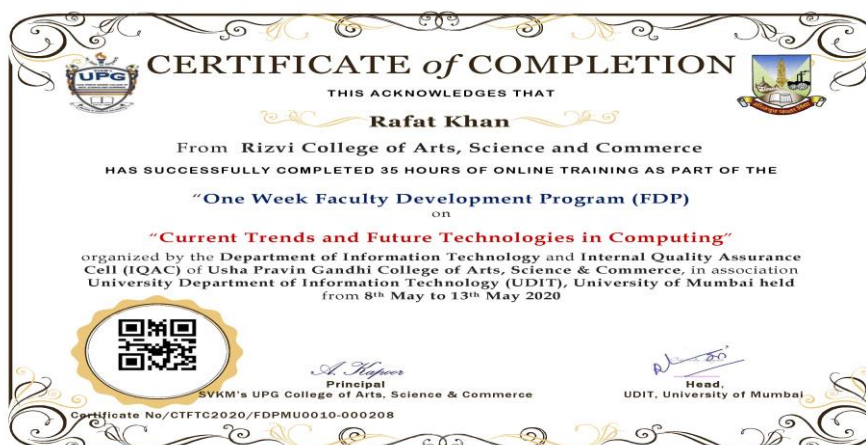 UPG
CERTIFICATE of COMPLETION
THIS ACKNOWLEDGES THAT
Rafat Khan
From Rizvi College of Arts, Science and Commerce
HAS SUCCESSFULLY COMPLETED 35 HOURS OF ONLINE TRAINING AS PART OF THE
“One Week Faculty Development Program (FDP)
on
“Current Trends and Future Technologies in Computing”
organized by the Department of Information Technology and Internal Quality Assurance
Cell (IQAC) of Usha Pravin Gandhi College of Arts, Science & Commerce, in association
University Department of Information Technology (UDIT), University of Mumbai held
from 8th May to 13th May 2020
A. Kapoor
Principal
SVKM's UPG College of Arts, Science & Commerce
Head,
UDIT, University of Mumbai
Certificate No/CTFTC2020/FDPMU0010-000208